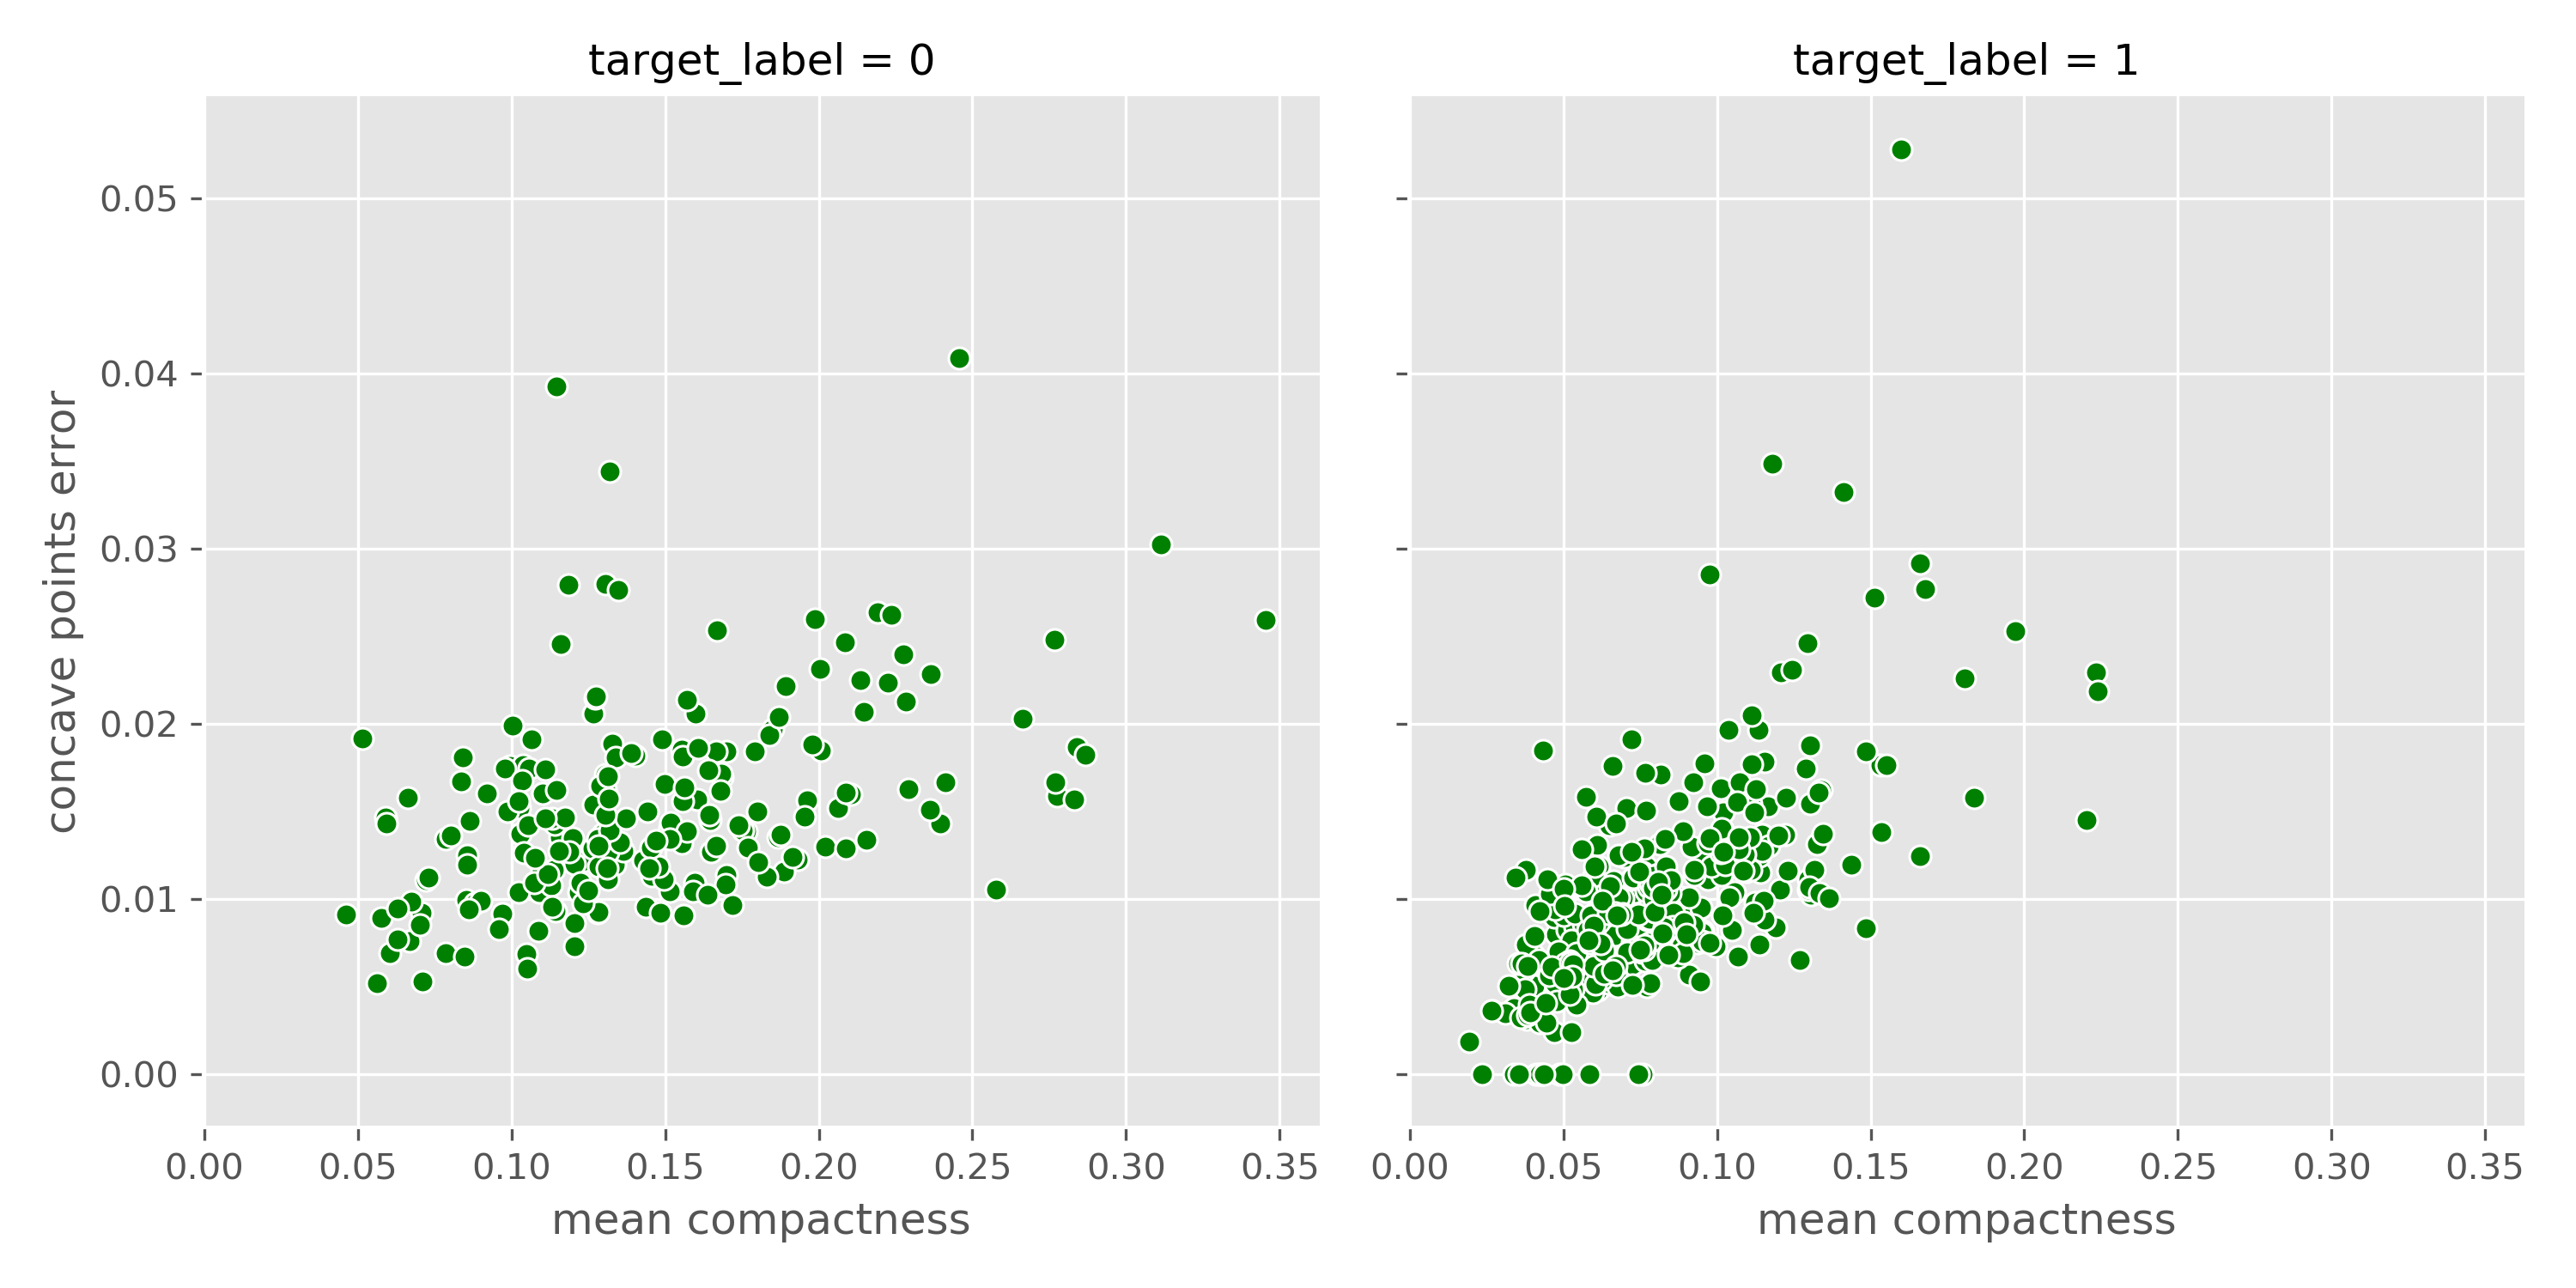 target_label = 0
target_label = 1
concave points error
0.05
0.04
0.03
0.02
0.01
0.00
0.00 0.05 0.10 0.15 0.20 0.25 0.30 0.35
0.00 0.05 0.10 0.15 0.20 0.25 0.30 0.35
mean compactness
mean compactness